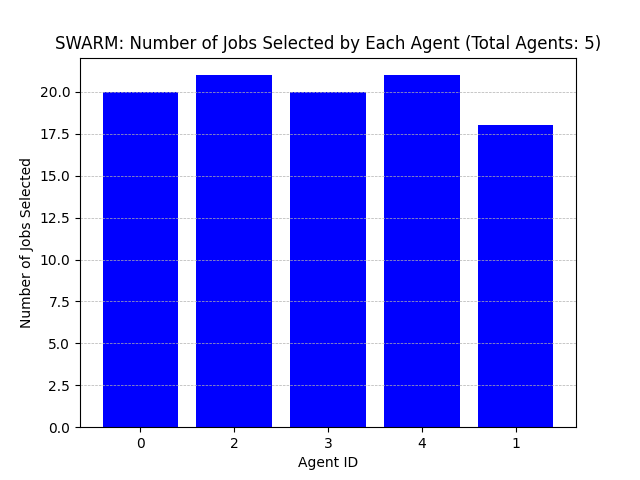 SWARM: Number of Jobs Selected by Each Agent (Total Agents: 5)
Number of Jobs Selected
20.0
17.5
15.0
12.5
10.0
7.5
5.0
2.5
0.0
0 2 3 4 1
Agent ID